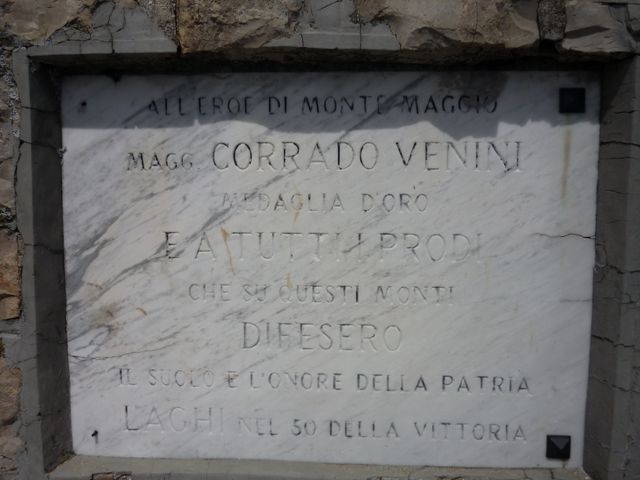 ALL'EROE DI MONTE MAGGIO
MAGG. CORRADO VENINI
MEDAGLIA D'ORO
E A TUTTI I PRODI
CHE SU QUESTI MONTI
DIFESERO
IL SUOLO E L'ONORE DELLA PATRIA
LAGHI NEL 50 DELLA VITTORIA